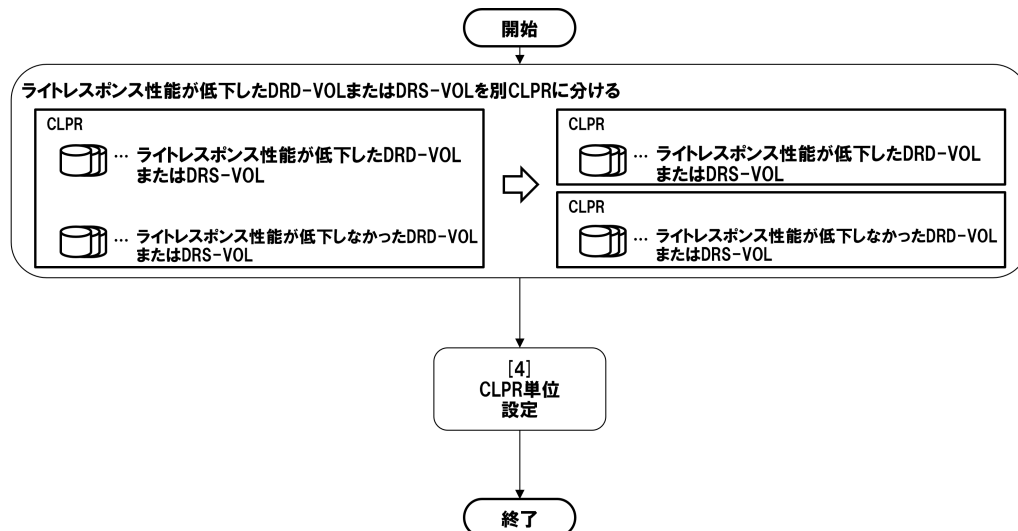 開始
ライトレスポンス性能が低下したDRD-VOLまたはDRS-VOLを別CLPRに分ける
CLPR
… ライトレスポンス性能が低下したDRD-VOL
またはDRS-VOL
… ライトレスポンス性能が低下しなかったDRD-VOL
またはDRS-VOL
CLPR
… ライトレスポンス性能が低下したDRD-VOL
またはDRS-VOL
CLPR
… ライトレスポンス性能が低下しなかったDRD-VOL
またはDRS-VOL
[4]
CLPR単位
設定
終了